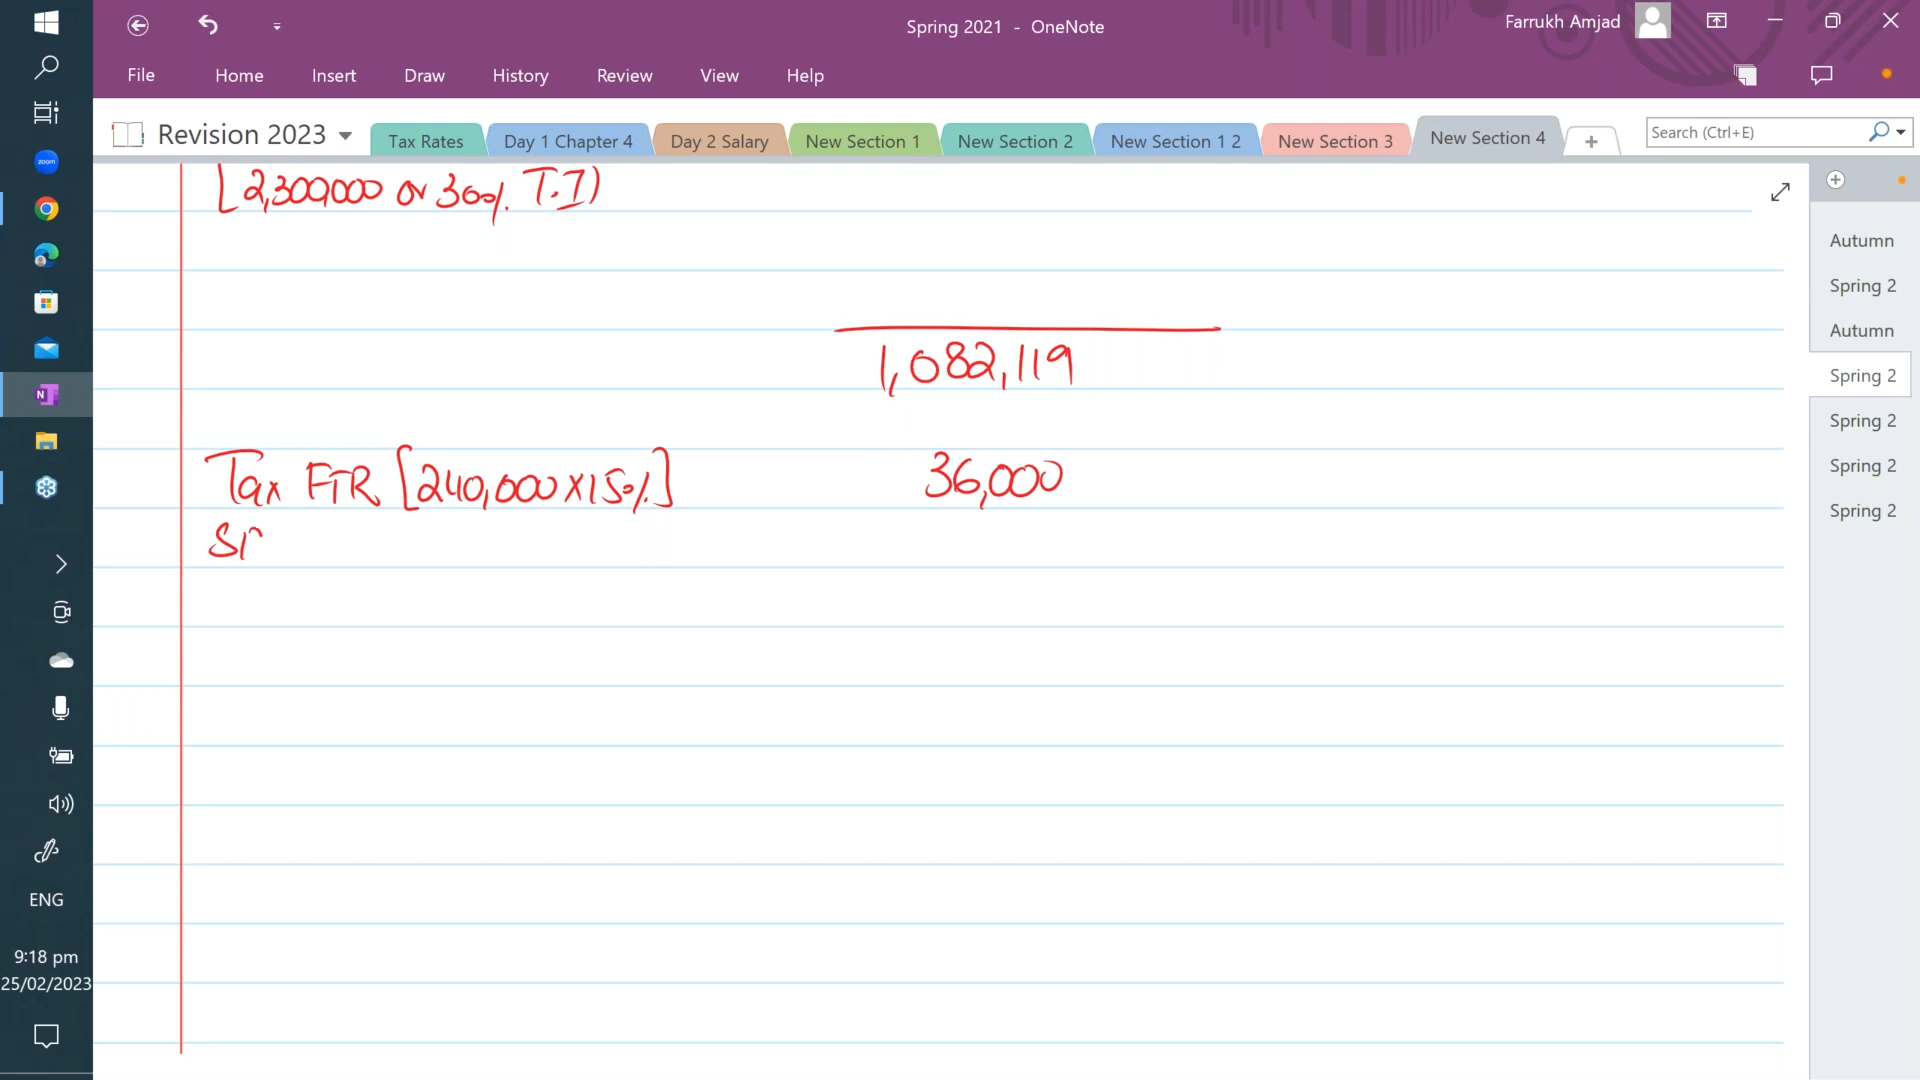 Spring 2021 - OneNote
Farrukh Amjad
File Home Insert Draw History Review View Help
Revision 2023 Tax Rates Day 1 Chapter 4 Day 2 Salary New Section 1 New Section 2 New Section 1 2 New Section 3 New Section 4 + Search (Ctrl+E)
[2,300,000 or 30% T.I)
1,082,119
Tax FTR [240,000 x 15%] 36,000
Autumn
Spring 2
Autumn
Spring 2
Spring 2
Spring 2
Spring 2
zoom
N
ENG
9:18 pm
25/02/2023